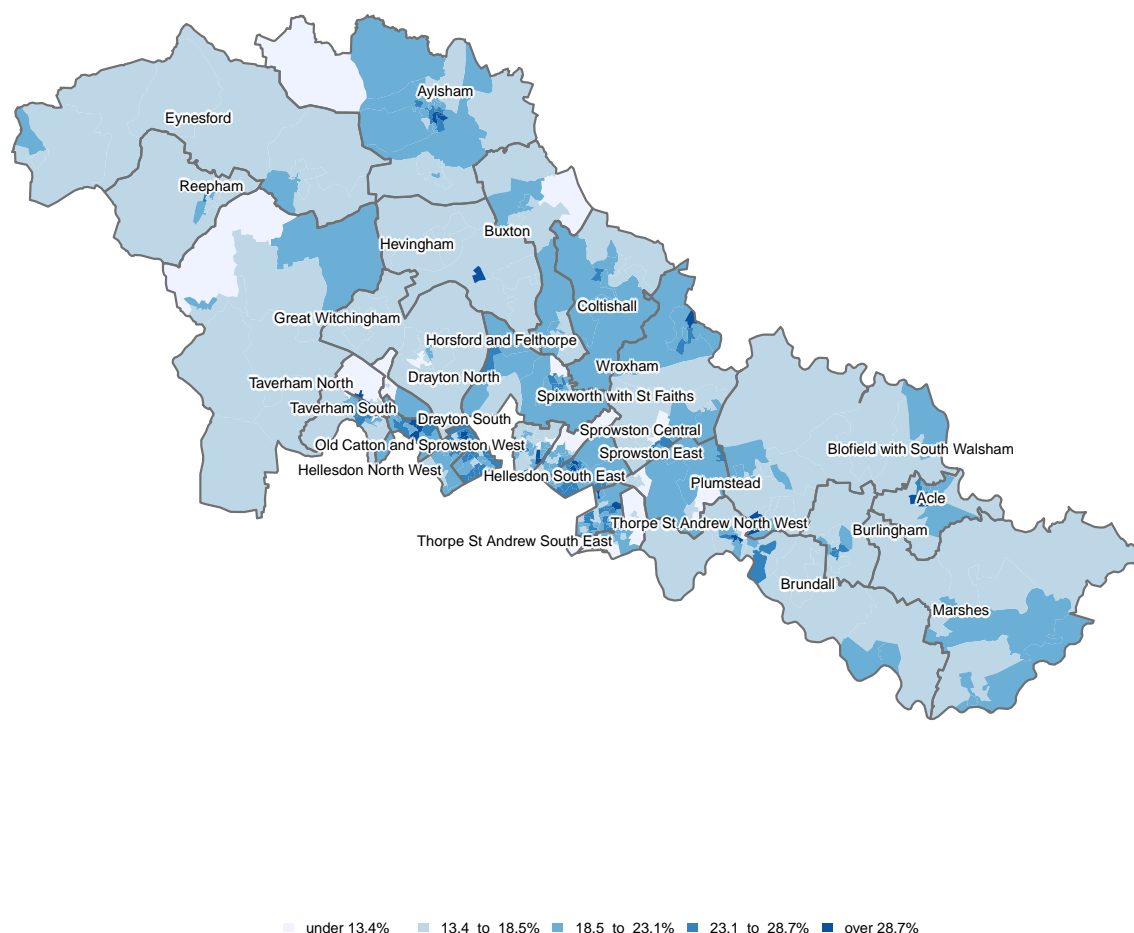 Aylsham
Eynesford
Reepham
Buxton
Hevingham
Coltishall
Great Witchingham
Horsford and Felthorpe
Wroxham
Drayton North
Taverham North
Spixworth with St Faiths
Taverham South
Drayton South
Sprowston Central
Old Catton and Sprowston West
Blofield with South Walsham
Sprowston East
Hellesdon North West
Hellesdon South East
Plumstead
Acle
Thorpe St Andrew North West
Burlingham
Thorpe St Andrew South East
Brundall
Marshes
under 13.4% 13.4 to 18.5% 18.5 to 23.1% 23.1 to 28.7% over 28.7%